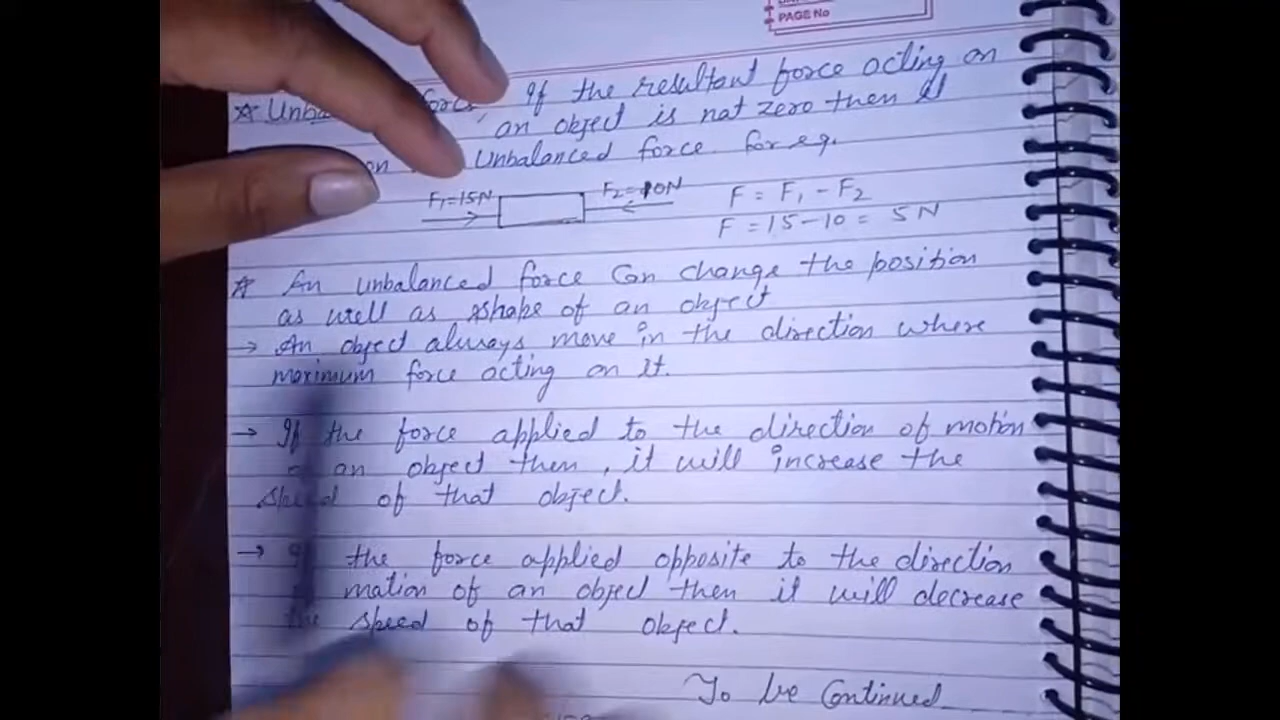 PAGE No
☆ force, If the resultant force acting on
an object is not zero then it
Unbalanced force for eg.
F₁=15N F₂=10N F = F₁ - F₂
F = 15-10 = 5N
☆ An unbalanced force Can change the position
as well as shape of an object
→ An object always move in the direction where
maximum force acting on it.
→ If the force applied to the direction of motion
an object then, it will increase the
speed of that object.
→ If the force applied opposite to the direction
motion of an object then it will decrease
the speed of that object.
To be Continued